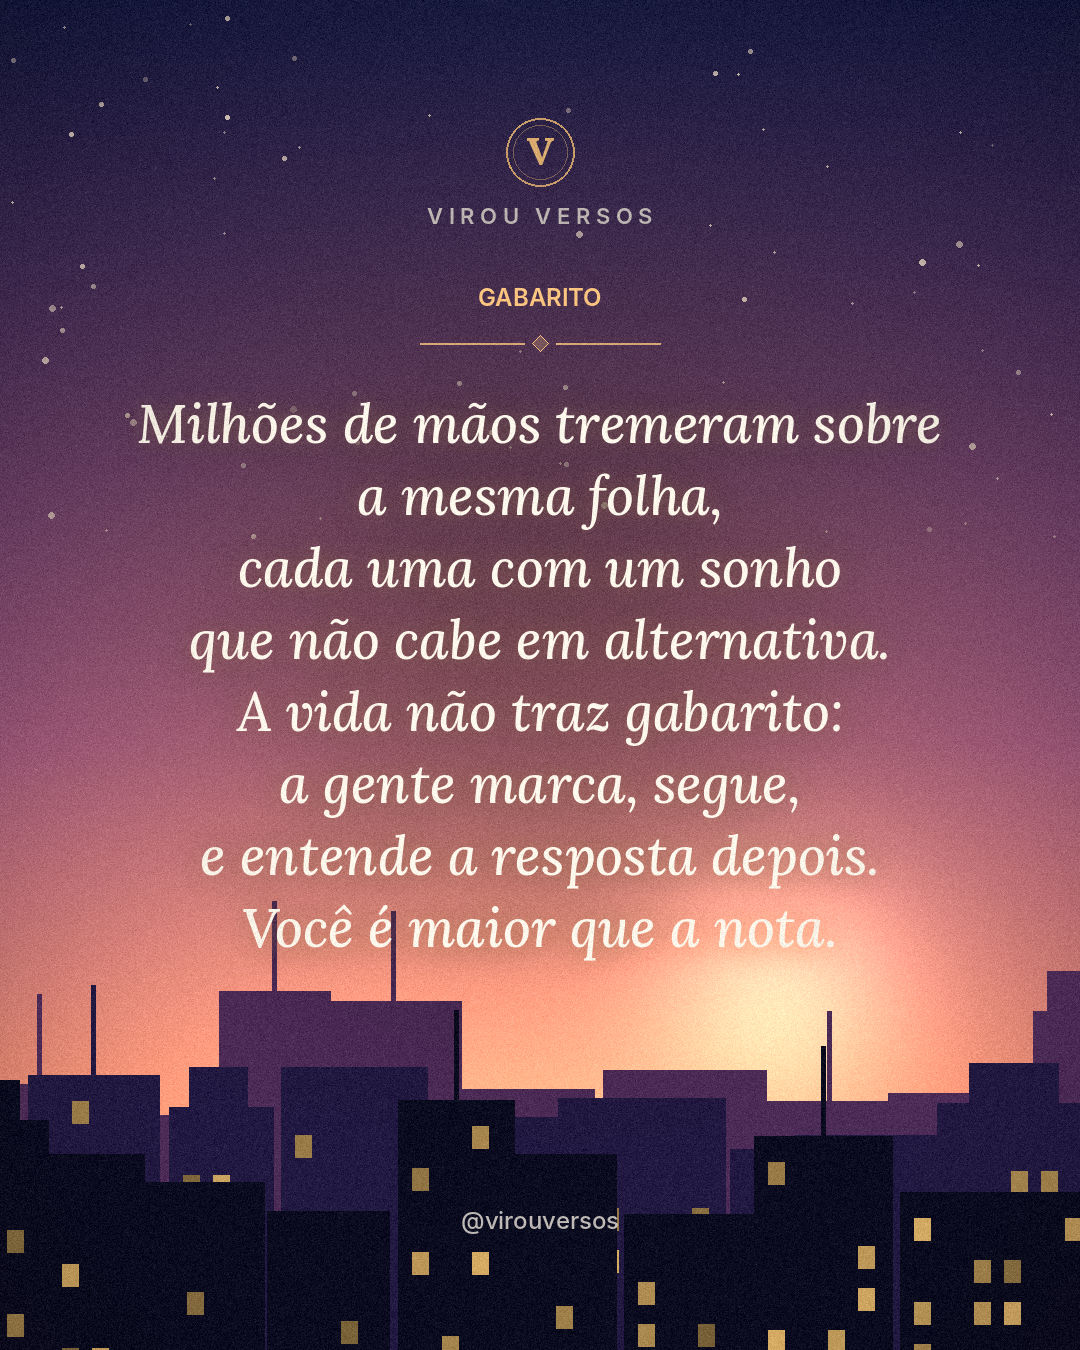 V
VIROU VERSOS
GABARITO
Milhões de mãos tremeram sobre
a mesma folha,
cada uma com um sonho
que não cabe em alternativa.
A vida não traz gabarito:
a gente marca, segue,
e entende a resposta depois.
Você é maior que a nota.
@virouversos